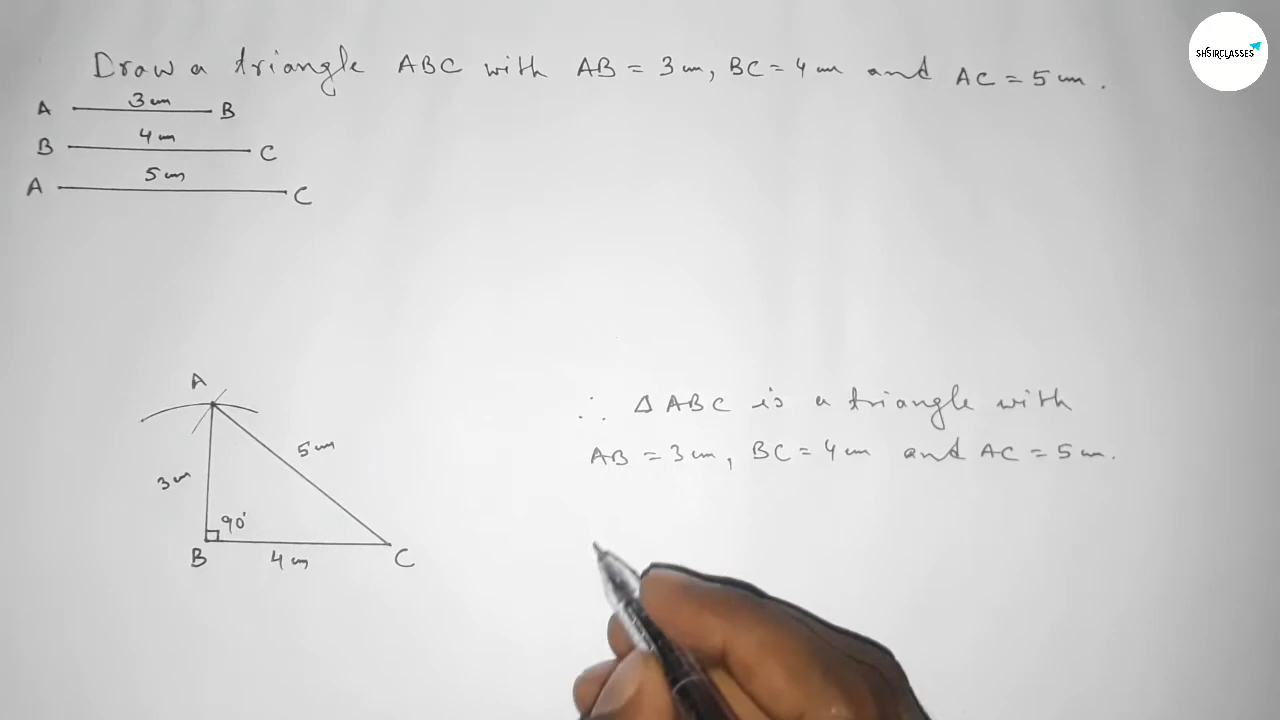 Draw a triangle ABC with AB = 3 cm, BC = 4 cm and AC = 5 cm.
SHSIRCLASSES
A 3 cm B
B 4 cm C
A 5 cm C
A
5 cm
3 cm
90°
B 4 cm C
∴ Δ ABC is a triangle with
AB = 3 cm, BC = 4 cm and AC = 5 cm.